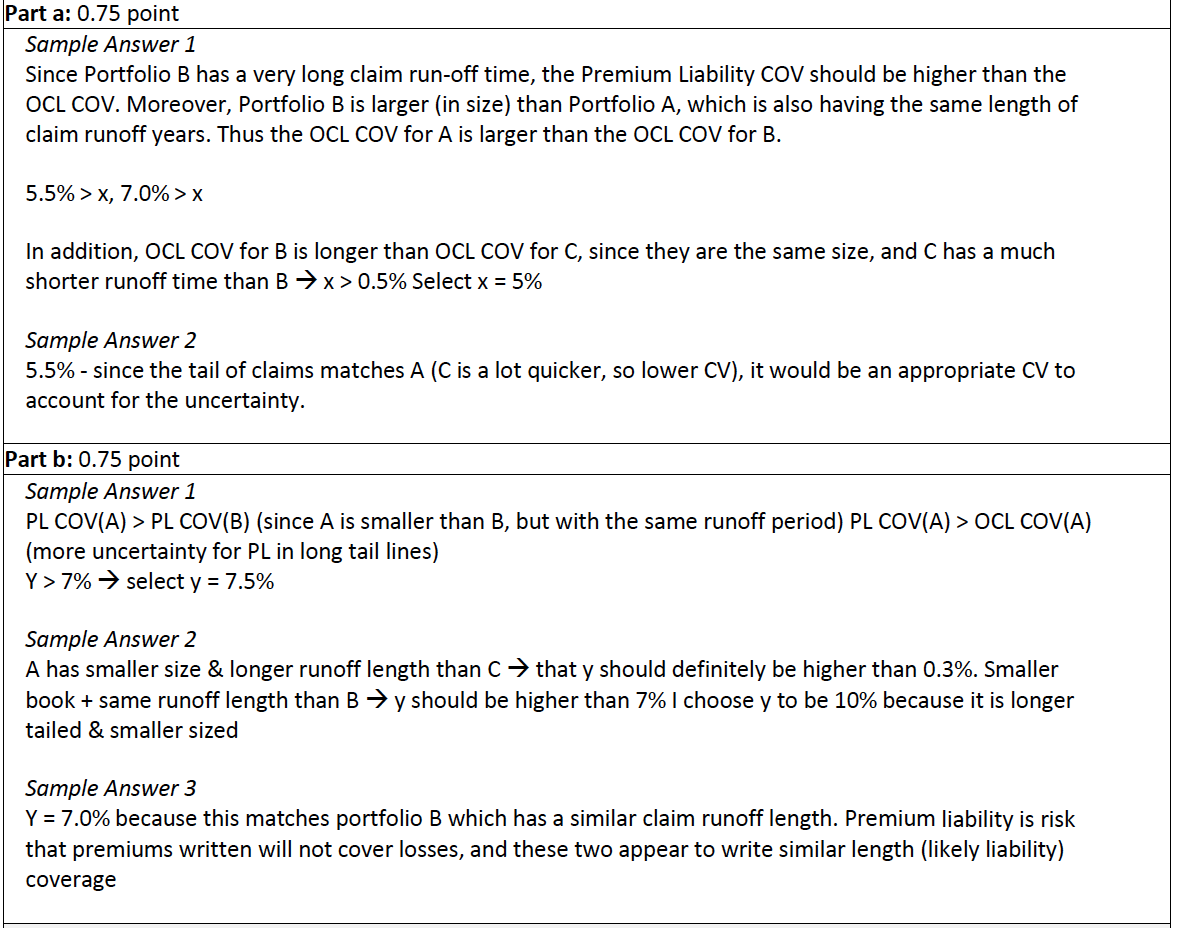 Part a: 0.75 point
Sample Answer 1
Since Portfolio B has a very long claim run-off time, the Premium Liability COV should be higher than the
OCL COV. Moreover, Portfolio B is larger (in size) than Portfolio A, which is also having the same length of
claim runoff years. Thus the OCL COV for A is larger than the OCL COV for B.
5.5% > x, 7.0% > x
In addition, OCL COV for B is longer than OCL COV for C, since they are the same size, and C has a much
shorter runoff time than B → x > 0.5% Select x = 5%
Sample Answer 2
5.5% - since the tail of claims matches A (C is a lot quicker, so lower CV), it would be an appropriate CV to
account for the uncertainty.
Part b: 0.75 point
Sample Answer 1
PL COV(A) > PL COV(B) (since A is smaller than B, but with the same runoff period) PL COV(A) > OCL COV(A)
(more uncertainty for PL in long tail lines)
Y > 7% → select y = 7.5%
Sample Answer 2
A has smaller size & longer runoff length than C → that y should definitely be higher than 0.3%. Smaller
book + same runoff length than B → y should be higher than 7% I choose y to be 10% because it is longer
tailed & smaller sized
Sample Answer 3
Y = 7.0% because this matches portfolio B which has a similar claim runoff length. Premium liability is risk
that premiums written will not cover losses, and these two appear to write similar length (likely liability)
coverage